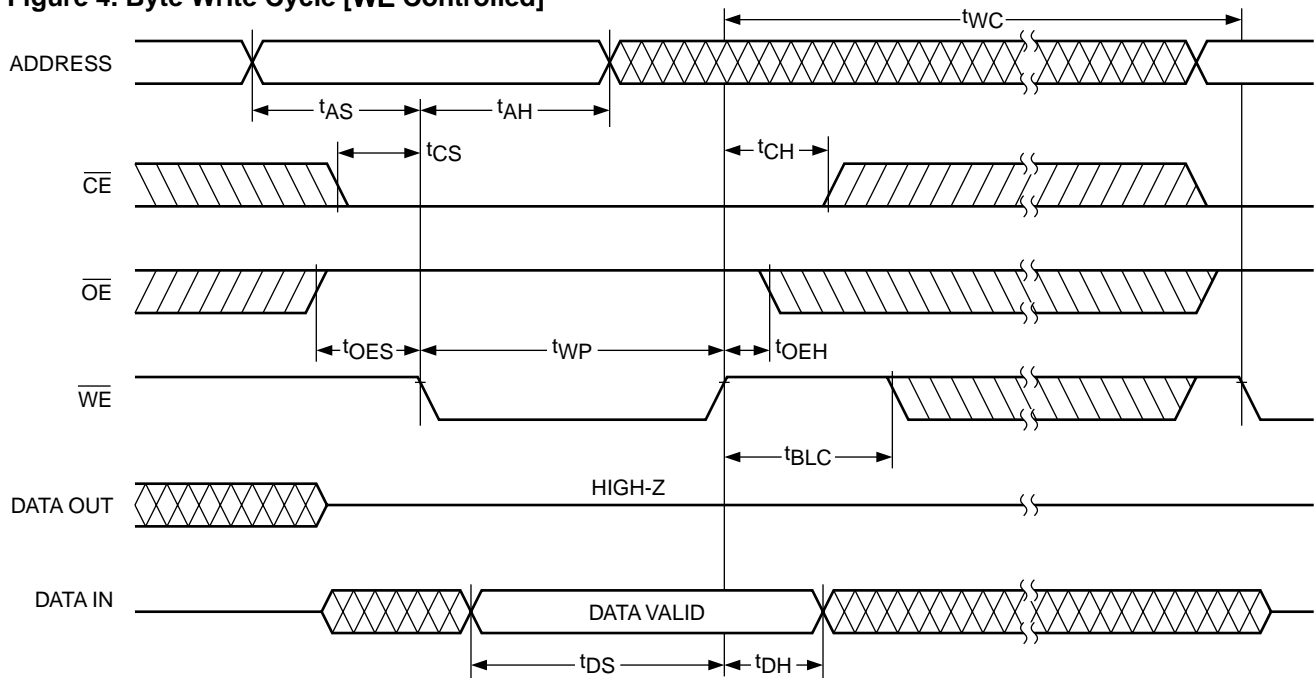 Figure 4. Byte Write Cycle [WE Controlled]
tWC
ADDRESS
tAS
tAH
tCS
tCH
CE
OE
tOES
tWP
tOEH
WE
tBLC
HIGH-Z
DATA OUT
DATA IN
DATA VALID
tDS
tDH